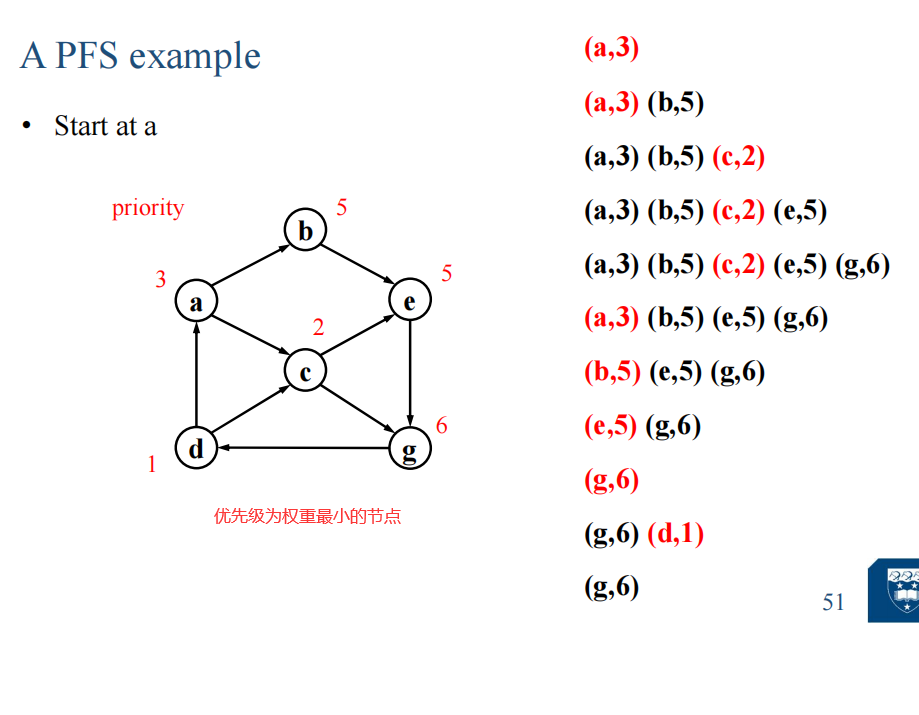 A PFS example
• Start at a
priority
5
b
3
5
a
e
2
c
6
d
g
1
优先级为权重最小的节点
(a,3)
(a,3) (b,5)
(a,3) (b,5) (c,2)
(a,3) (b,5) (c,2) (e,5)
(a,3) (b,5) (c,2) (e,5) (g,6)
(a,3) (b,5) (e,5) (g,6)
(b,5) (e,5) (g,6)
(e,5) (g,6)
(g,6)
(g,6) (d,1)
(g,6)
51